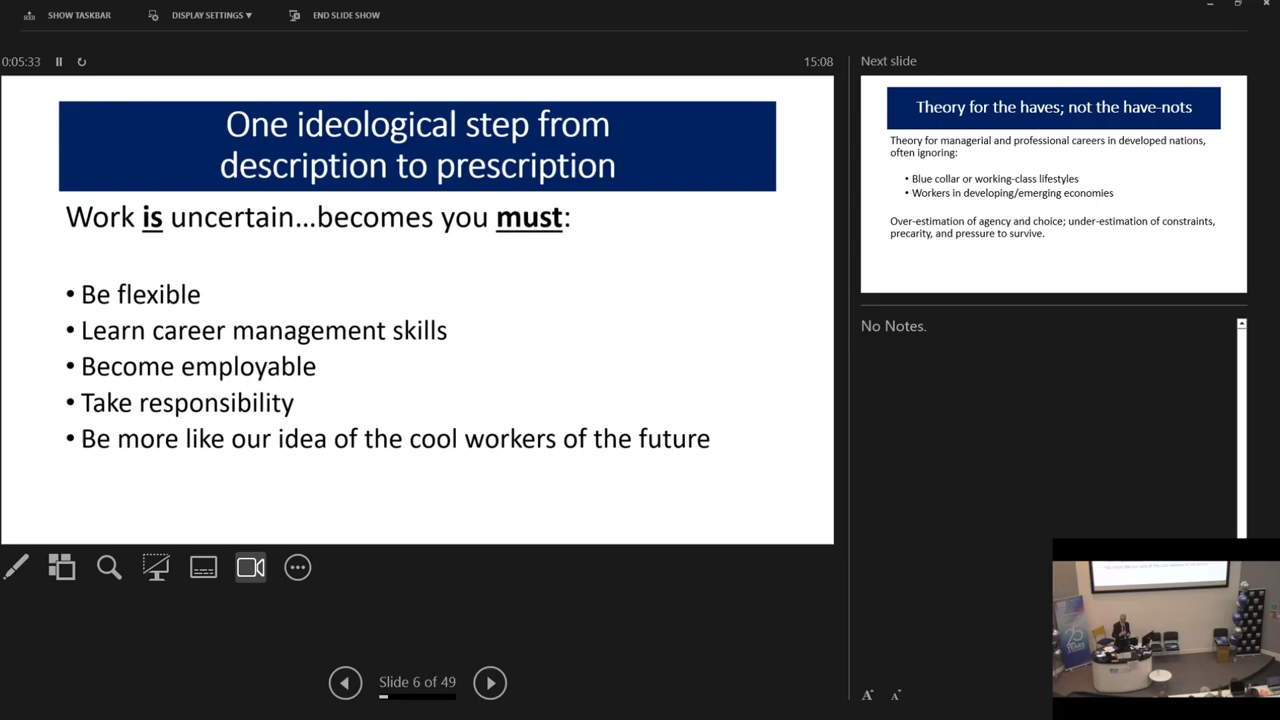 SHOW TASKBAR
DISPLAY SETTINGS ▼
END SLIDE SHOW
0:05:33
15:08
One ideological step from
description to prescription
Work is uncertain...becomes you must:
• Be flexible
• Learn career management skills
• Become employable
• Take responsibility
• Be more like our idea of the cool workers of the future
Slide 6 of 49
Next slide
Theory for the haves; not the have-nots
Theory for managerial and professional careers in developed nations,
often ignoring:
• Blue collar or working-class lifestyles
• Workers in developing/emerging economies
Over-estimation of agency and choice; under-estimation of constraints,
precarity, and pressure to survive.
No Notes.
A
A
25
YEARS